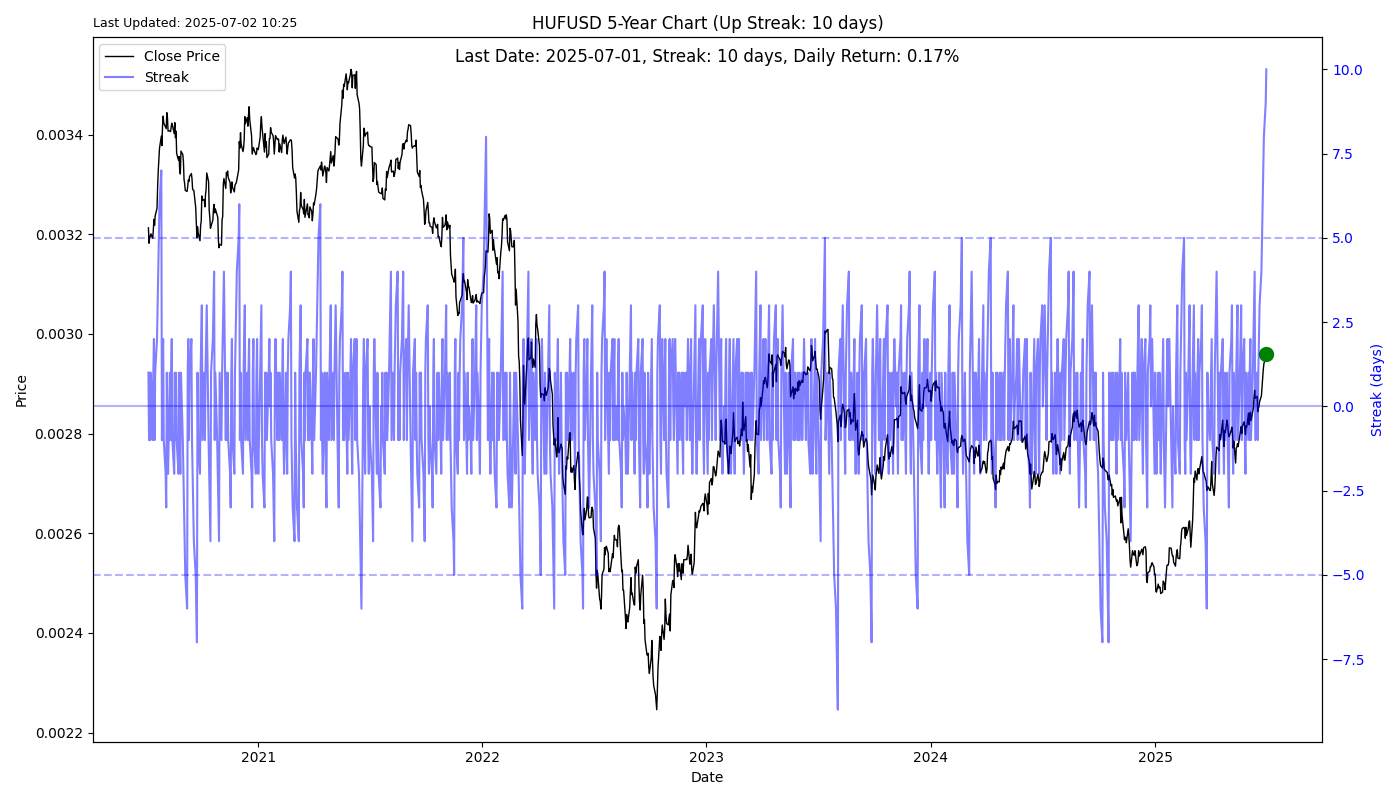 Last Updated: 2025-07-02 10:25
HUFUSD 5-Year Chart (Up Streak: 10 days)
Last Date: 2025-07-01, Streak: 10 days, Daily Return: 0.17%
Close Price
Streak
Price
0.0034
0.0032
0.0030
0.0028
0.0026
0.0024
0.0022
10.0
7.5
5.0
2.5
0.0
−2.5
−5.0
−7.5
Streak (days)
2021
2022
2023
2024
2025
Date